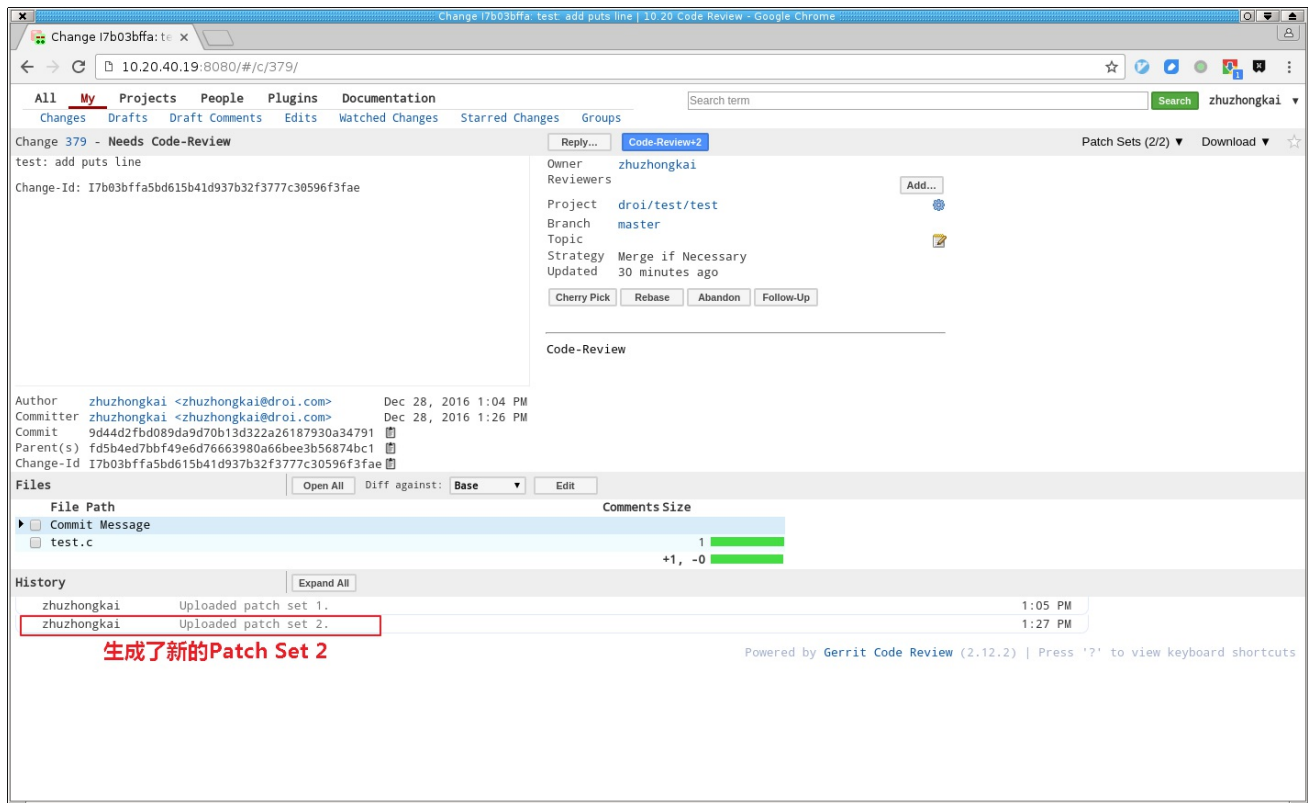 Change I7b03bffa: test: add puts line | 10.20 Code Review - Google Chrome
Change I7b03bffa: te
10.20.40.19:8080/#/c/379/
All My Projects People Plugins Documentation Search term Search zhuzhongkai
Changes Drafts Draft Comments Edits Watched Changes Starred Changes Groups
Change 379 - Needs Code-Review Reply... Code-Review+2 Patch Sets (2/2) ▼ Download ▼
test: add puts line
Change-Id: I7b03bffa5bd615b41d937b32f3777c30596f3fae
Owner zhuzhongkai
Reviewers Add...
Project droi/test/test
Branch master
Topic
Strategy Merge if Necessary
Updated 30 minutes ago
Cherry Pick Rebase Abandon Follow-Up
Code-Review
Author zhuzhongkai <zhuzhongkai@droi.com> Dec 28, 2016 1:04 PM
Committer zhuzhongkai <zhuzhongkai@droi.com> Dec 28, 2016 1:26 PM
Commit 9d44d2fbd089da9d70b13d322a26187930a34791
Parent(s) fd5b4ed7bbf49e6d76663980a66bee3b56874bc1
Change-Id I7b03bffa5bd615b41d937b32f3777c30596f3fae
Files Open All Diff against: Base Edit
File Path Comments Size
Commit Message
test.c 1
+1, -0
History Expand All
zhuzhongkai Uploaded patch set 1. 1:05 PM
zhuzhongkai Uploaded patch set 2. 1:27 PM
生成了新的Patch Set 2
Powered by Gerrit Code Review (2.12.2) | Press '?' to view keyboard shortcuts